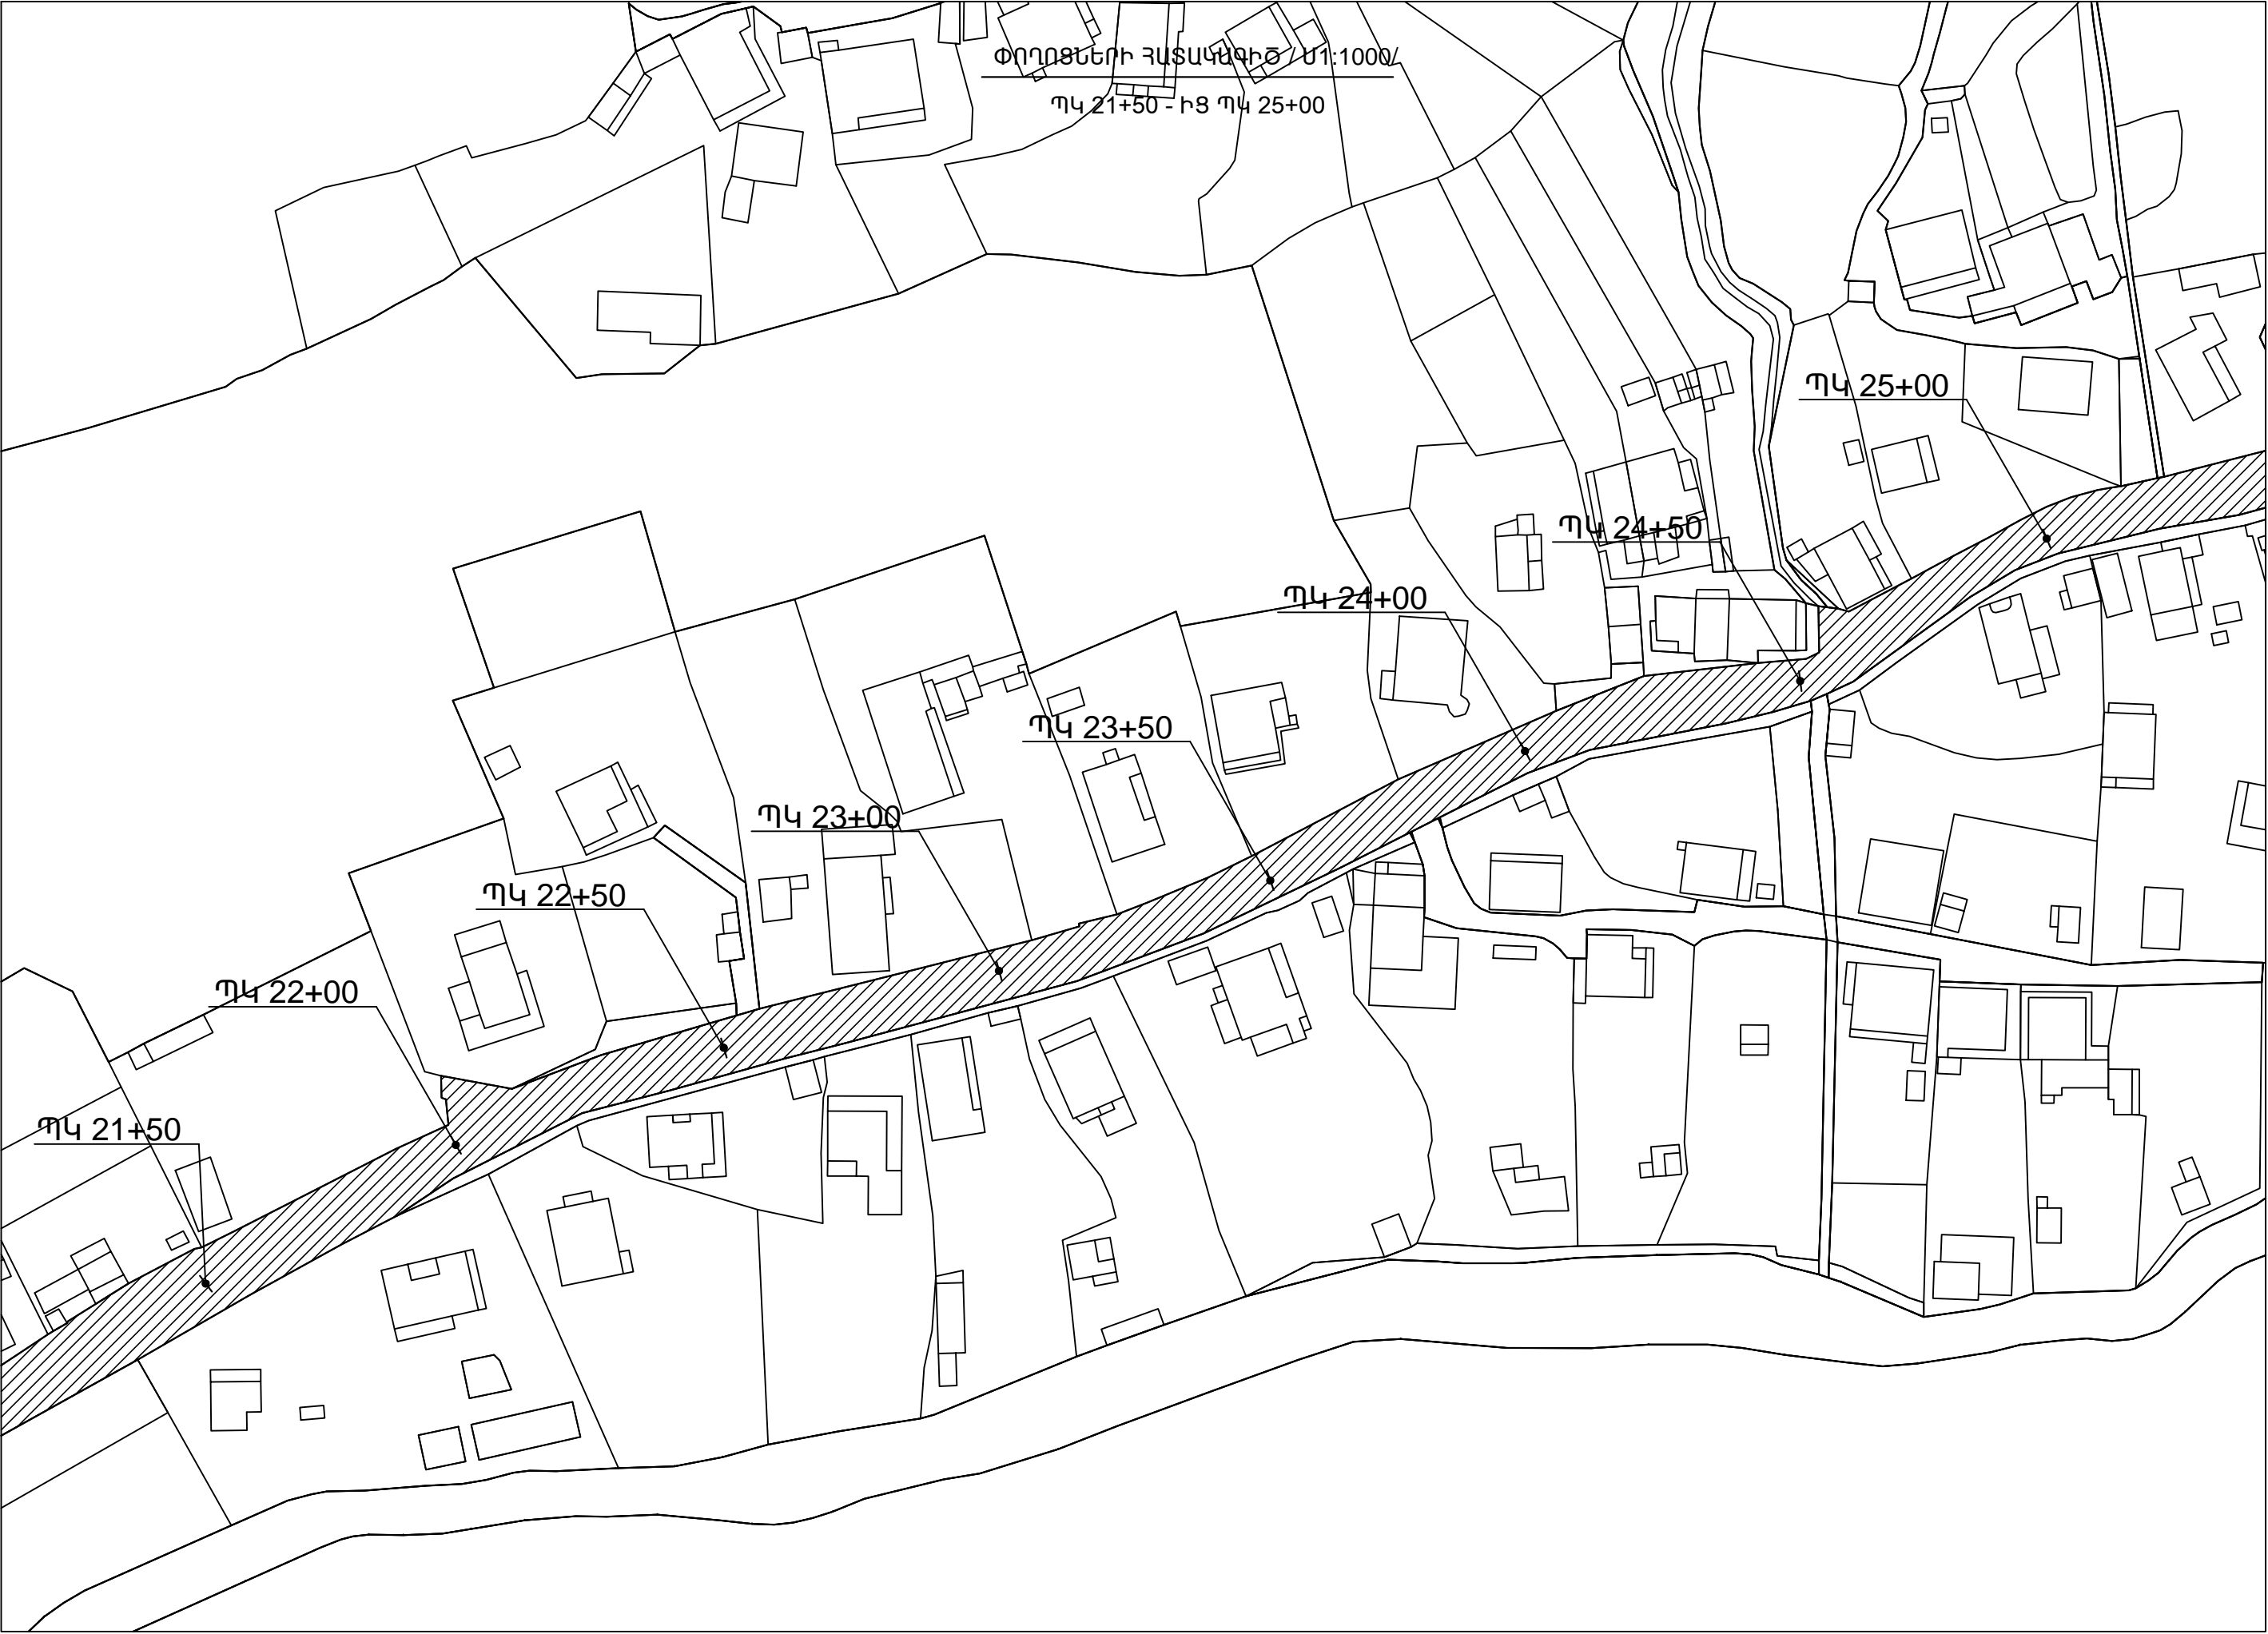 ՓՈՂՈՑՆԵՐԻ ՀԱՏԱԿԱԳԻԾ / Մ1:1000/
ՊԿ 21+50 - ԻՑ ՊԿ 25+00
ՊԿ 25+00
ՊԿ 24+50
ՊԿ 24+00
ՊԿ 23+50
ՊԿ 23+00
ՊԿ 22+50
ՊԿ 22+00
ՊԿ 21+50